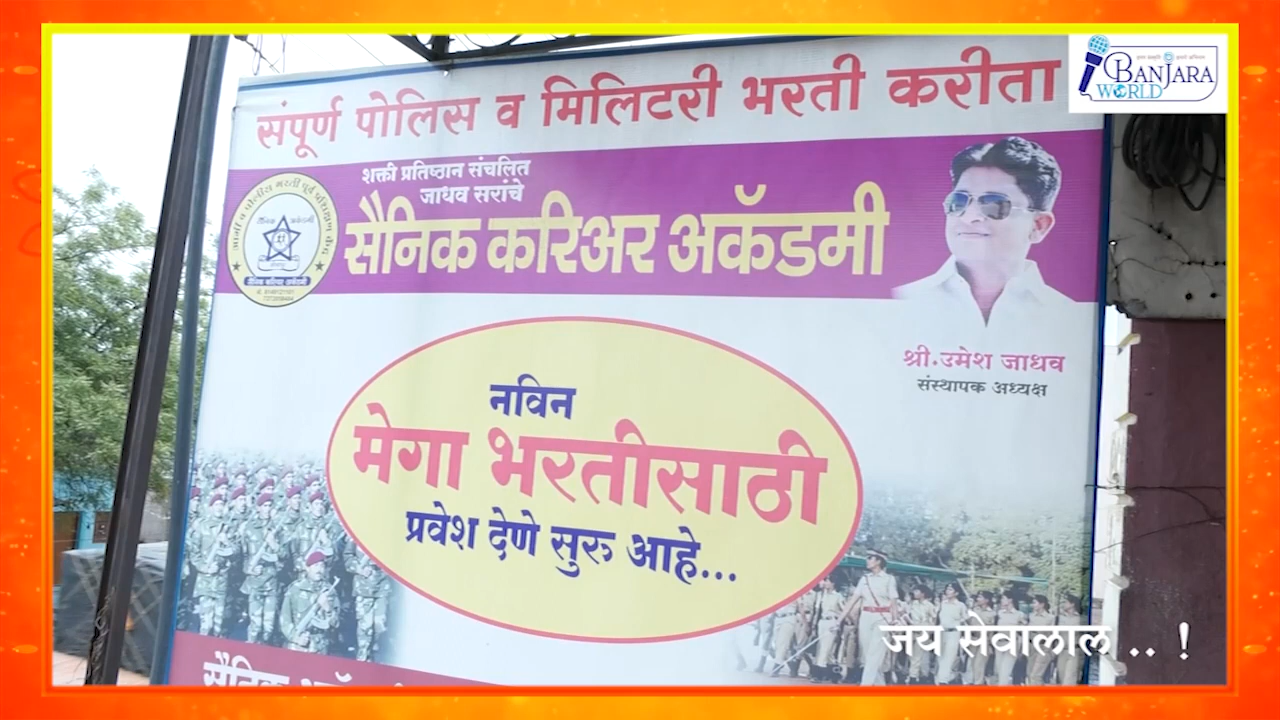 संपूर्ण पोलिस व मिलिटरी भरती करीता
BANJARA
WORLD
शक्ती प्रतिष्ठान संचलित
जाधव सरांचे
सैनिक करिअर अकॅडमी
श्री.उमेश जाधव
संस्थापक अध्यक्ष
नविन
मेगा भरतीसाठी
प्रवेश देणे सुरु आहे...
जय सेवालाल .. !
सैनिक